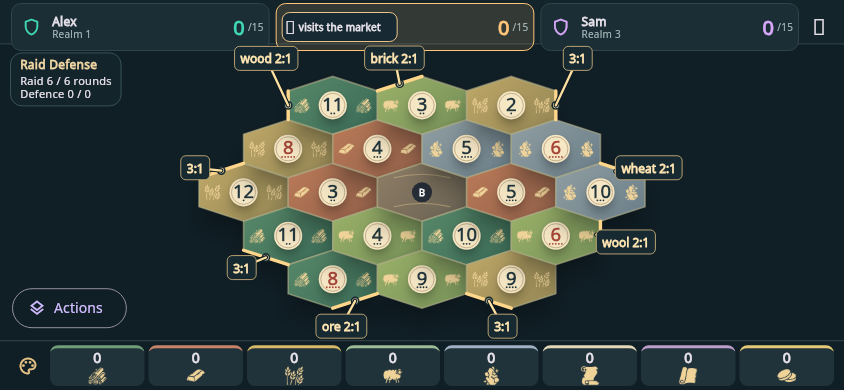 Alex
Realm 1
0 /15
visits the market
0 /15
Sam
Realm 3
0 /15
Raid Defense
Raid 6 / 6 rounds
Defence 0 / 0
wood 2:1
brick 2:1
3:1
11
3
2
8
4
5
6
3:1
wheat 2:1
12
3
B
5
10
11
4
10
6
wool 2:1
3:1
8
9
9
ore 2:1
3:1
Actions
0
0
0
0
0
0
0
0